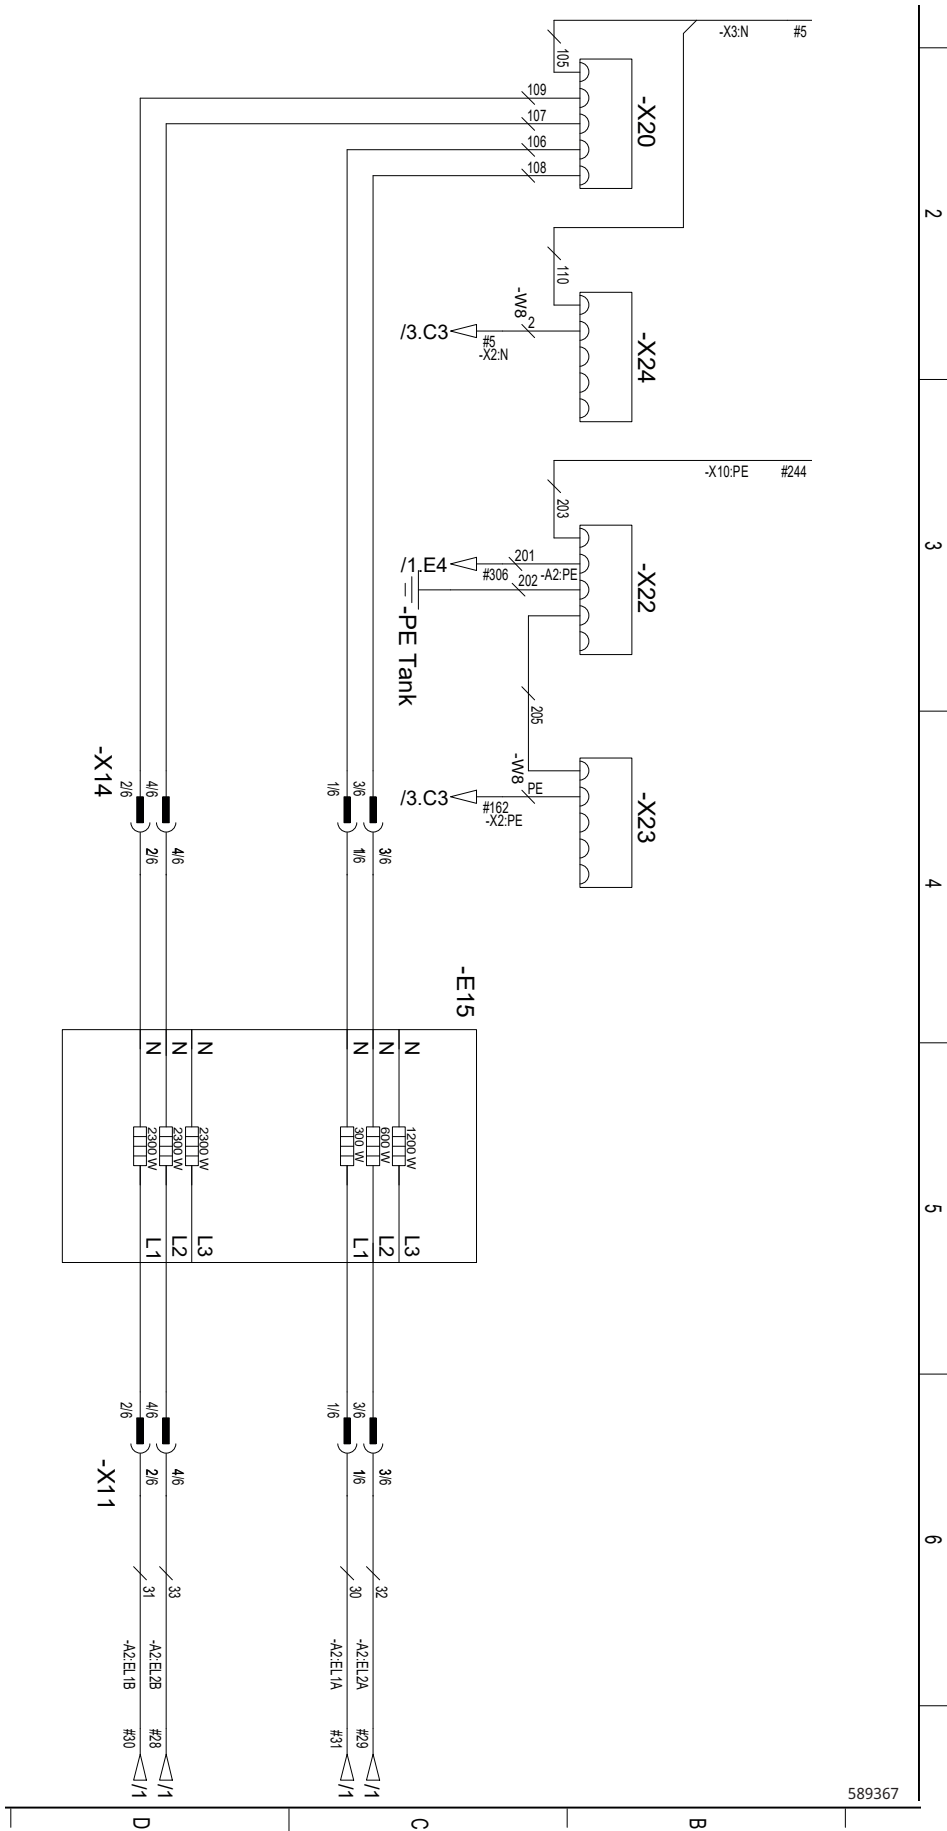 -X3:N #5
105
-X20
109
107
106
108
2
110
-W8
2
/3.C3
#5
-X2:N
-X24
-X10:PE #244
203
-X22
3
201
/1.E4
#306
-A2:PE
202
-PE Tank
205
-W8
PE
/3.C3
#162
-X2:PE
-X23
-X14
2/6
4/6
1/6
3/6
2/6
4/6
1/6
3/6
4
-E15
N
N
N
N
N
N
2300 W
2300 W
2300 W
300 W
600 W
1200 W
5
L1
L2
L3
L1
L2
L3
2/6
4/6
1/6
3/6
-X11
2/6
4/6
1/6
3/6
6
31
33
30
32
-A2:EL1B
-A2:EL2B
-A2:EL1A
-A2:EL2A
#30
#28
#31
#29
/1
/1
/1
/1
589367
D
C
B